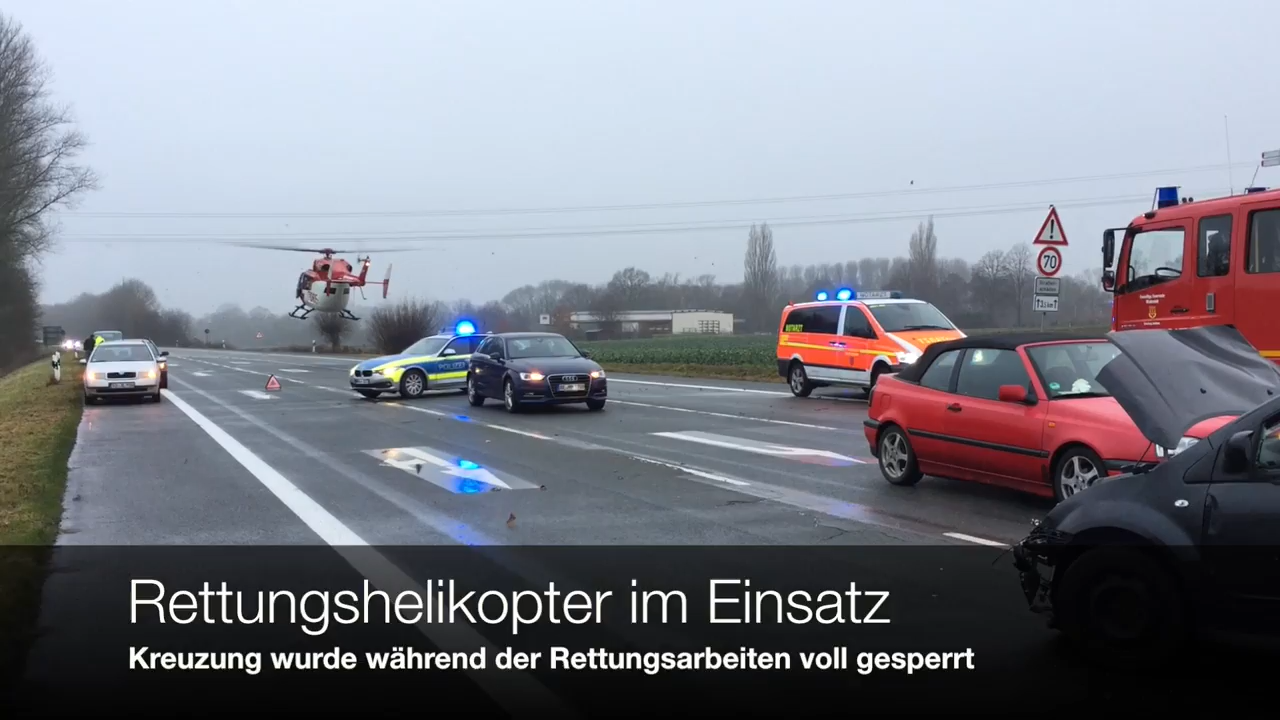 NOTARZT
70
POLIZEI
Rettungshelikopter im Einsatz
Kreuzung wurde während der Rettungsarbeiten voll gesperrt